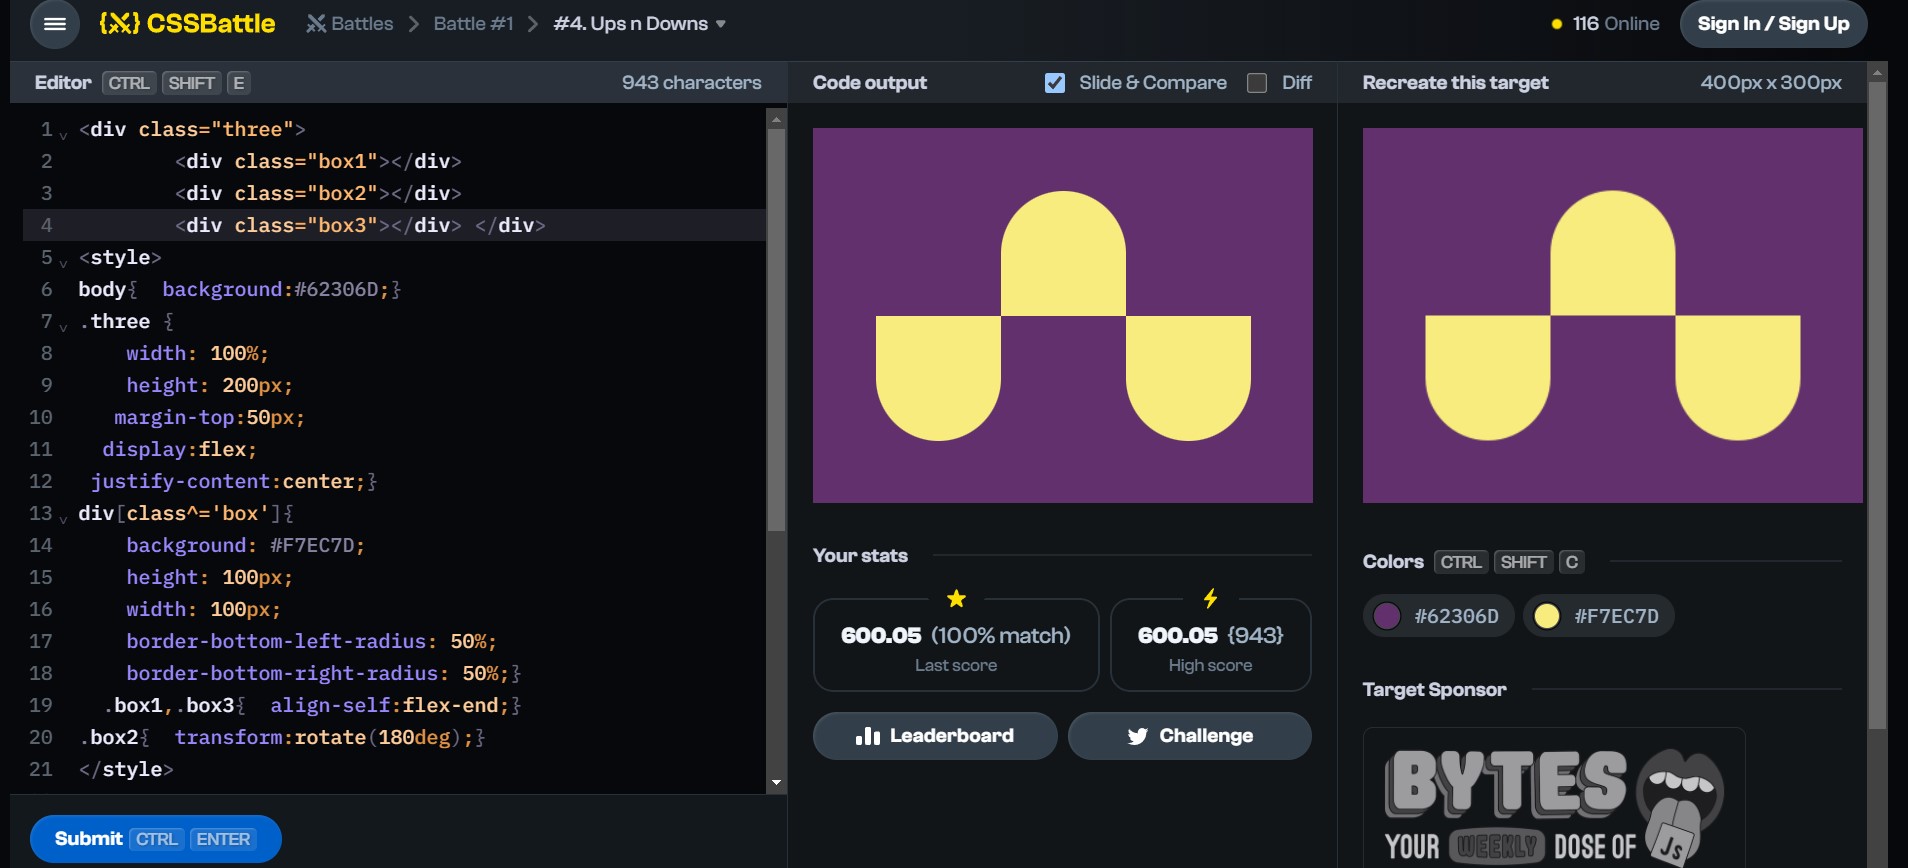 CSSBattle
Battles
Battle #1
#4. Ups n Downs
116 Online
Sign In / Sign Up
Editor CTRL SHIFT E
943 characters
1 <div class="three">
2 <div class="box1"></div>
3 <div class="box2"></div>
4 <div class="box3"></div> </div>
5 <style>
6 body{ background:#62306D;}
7 .three {
8 width: 100%;
9 height: 200px;
10 margin-top:50px;
11 display:flex;
12 justify-content:center;}
13 div[class^='box']{
14 background: #F7EC7D;
15 height: 100px;
16 width: 100px;
17 border-bottom-left-radius: 50%;
18 border-bottom-right-radius: 50%;}
19 .box1,.box3{ align-self:flex-end;}
20 .box2{ transform:rotate(180deg);}
21 </style>
Submit CTRL ENTER
Code output
Slide & Compare
Diff
Your stats
600.05 (100% match)
Last score
600.05 {943}
High score
Leaderboard
Challenge
Recreate this target
400px x 300px
Colors CTRL SHIFT C
#62306D
#F7EC7D
Target Sponsor
BYTES
YOUR WEEKLY DOSE OF
JS